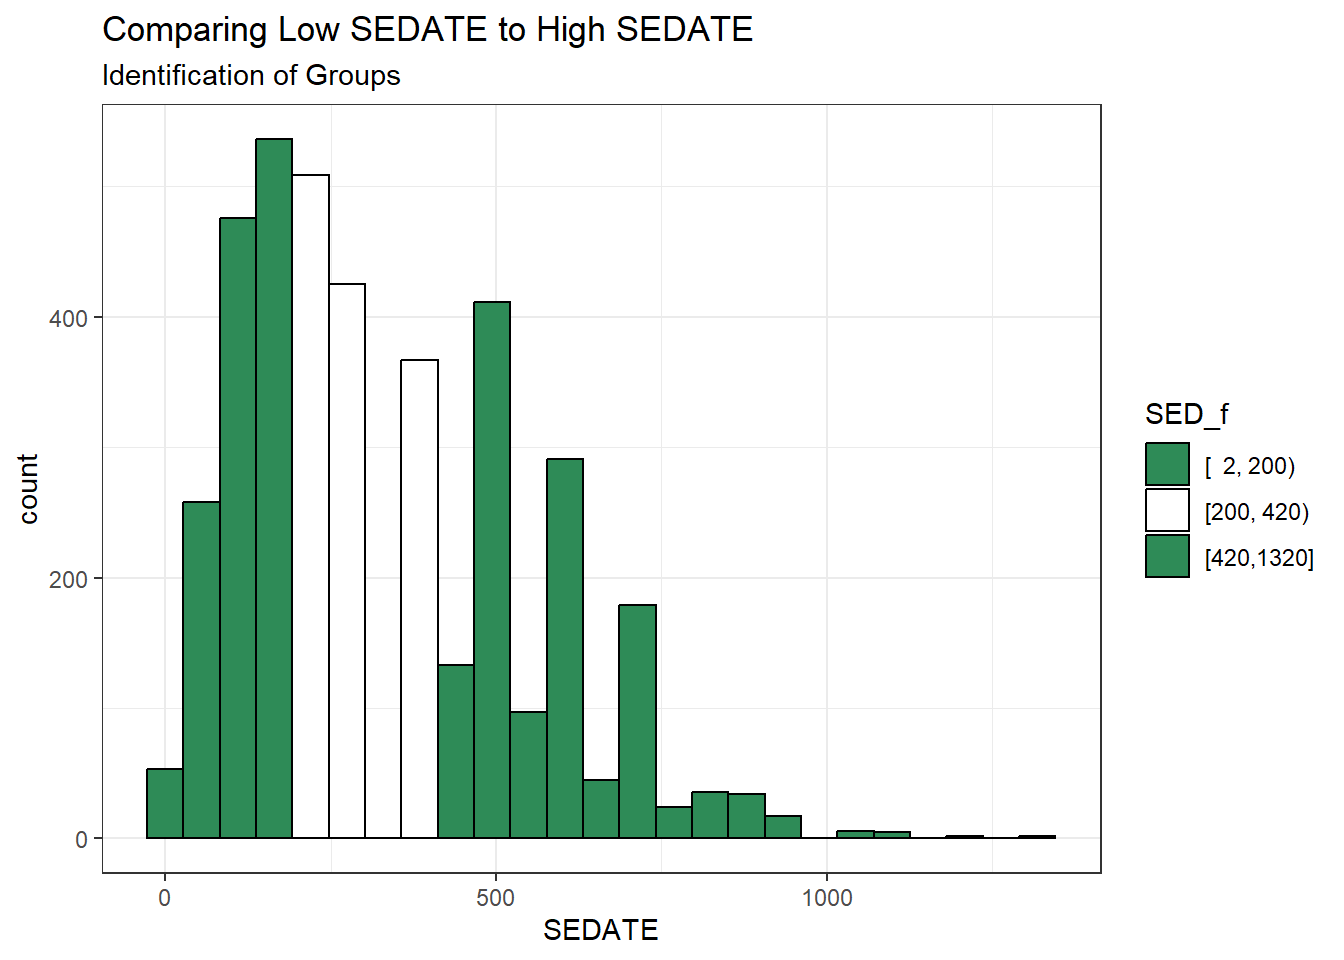 Comparing Low SEDATE to High SEDATE
Identification of Groups
count
400
200
0
0
500
1000
SEDATE
SED_f
[  2, 200)
[200, 420)
[420,1320]